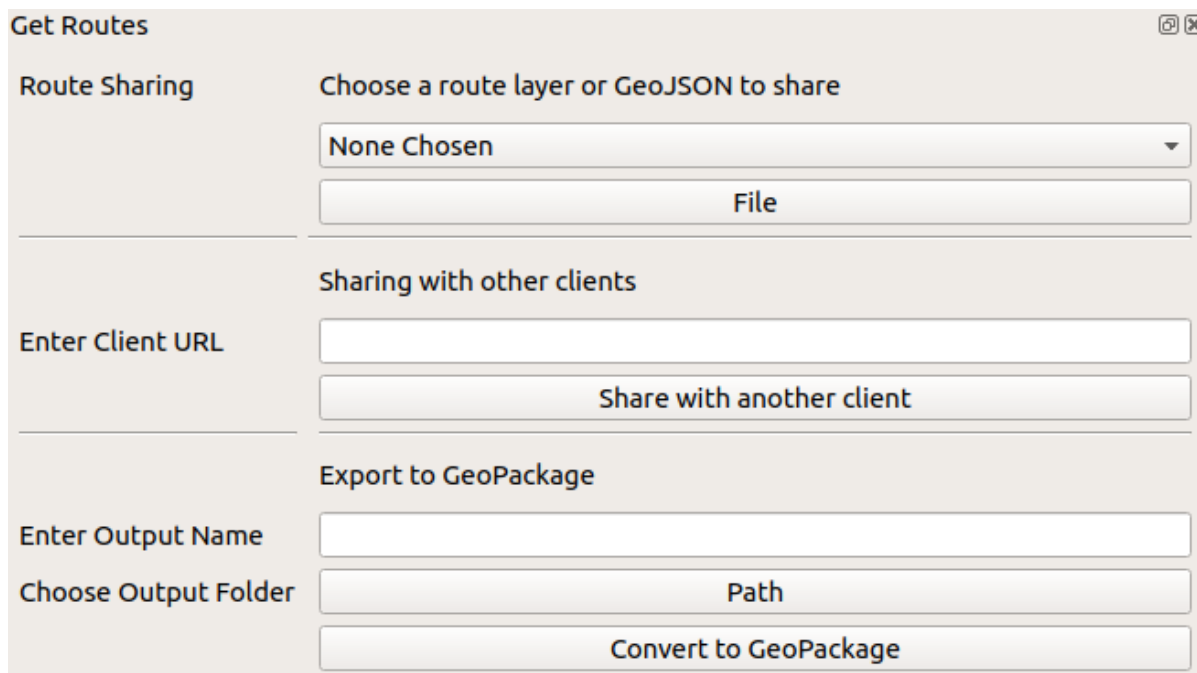 Get Routes
Route Sharing Choose a route layer or GeoJSON to share
None Chosen
File
Sharing with other clients
Enter Client URL
Share with another client
Export to GeoPackage
Enter Output Name
Choose Output Folder Path
Convert to GeoPackage